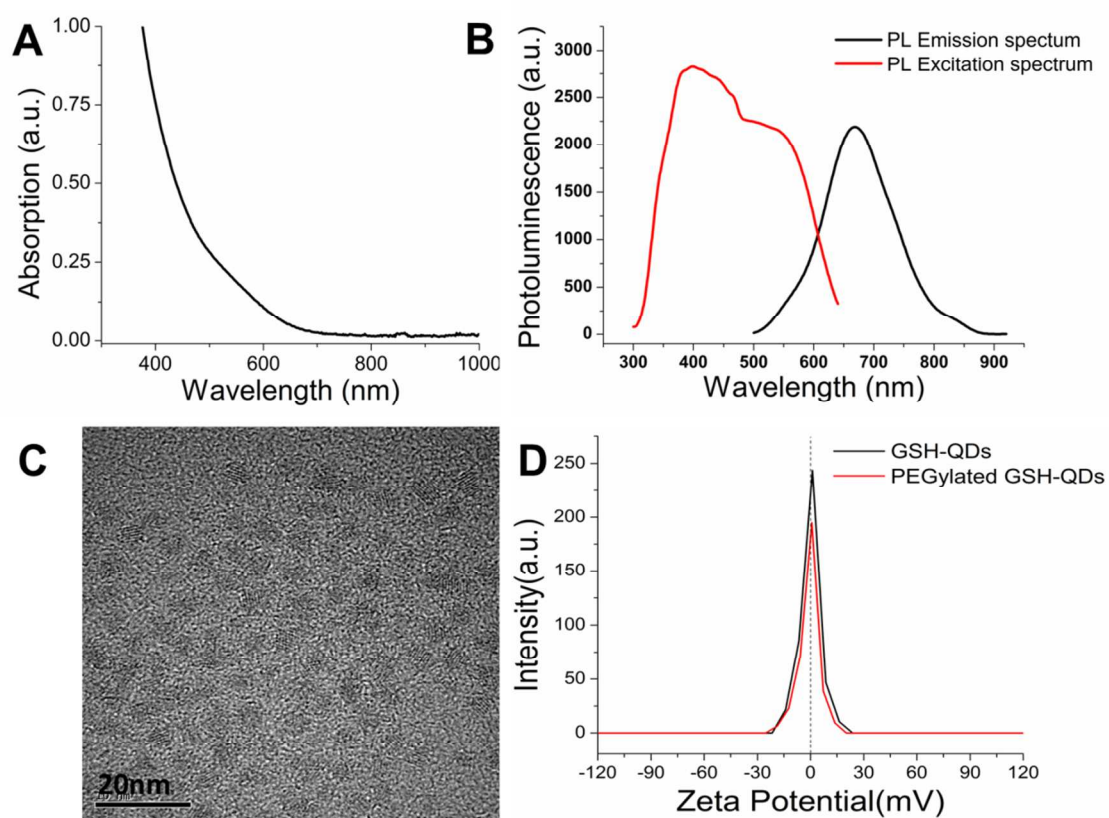 A
1.00
0.75
0.50
0.25
0.00
Absorption (a.u.)
400 600 800 1000
Wavelength (nm)
B
PL Emission spectum
PL Excitation spectrum
3000
2500
2000
1500
1000
500
0
Photoluminescence (a.u.)
300 400 500 600 700 800 900
Wavelength (nm)
C
20nm
D
GSH-QDs
PEGylated GSH-QDs
250
200
150
100
50
0
Intensity(a.u.)
-120 -90 -60 -30 0 30 60 90 120
Zeta Potential(mV)